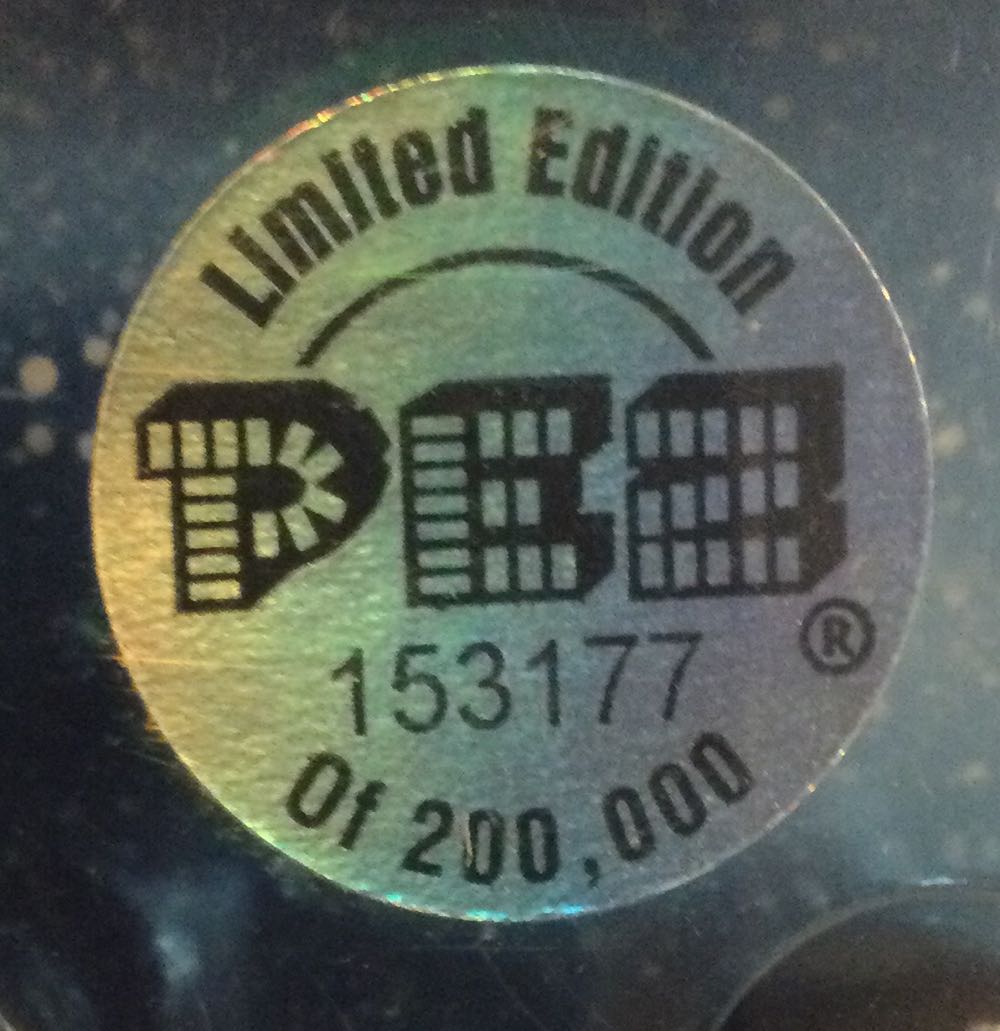 Limited Edition
PEZ®
153177
Of 200,000